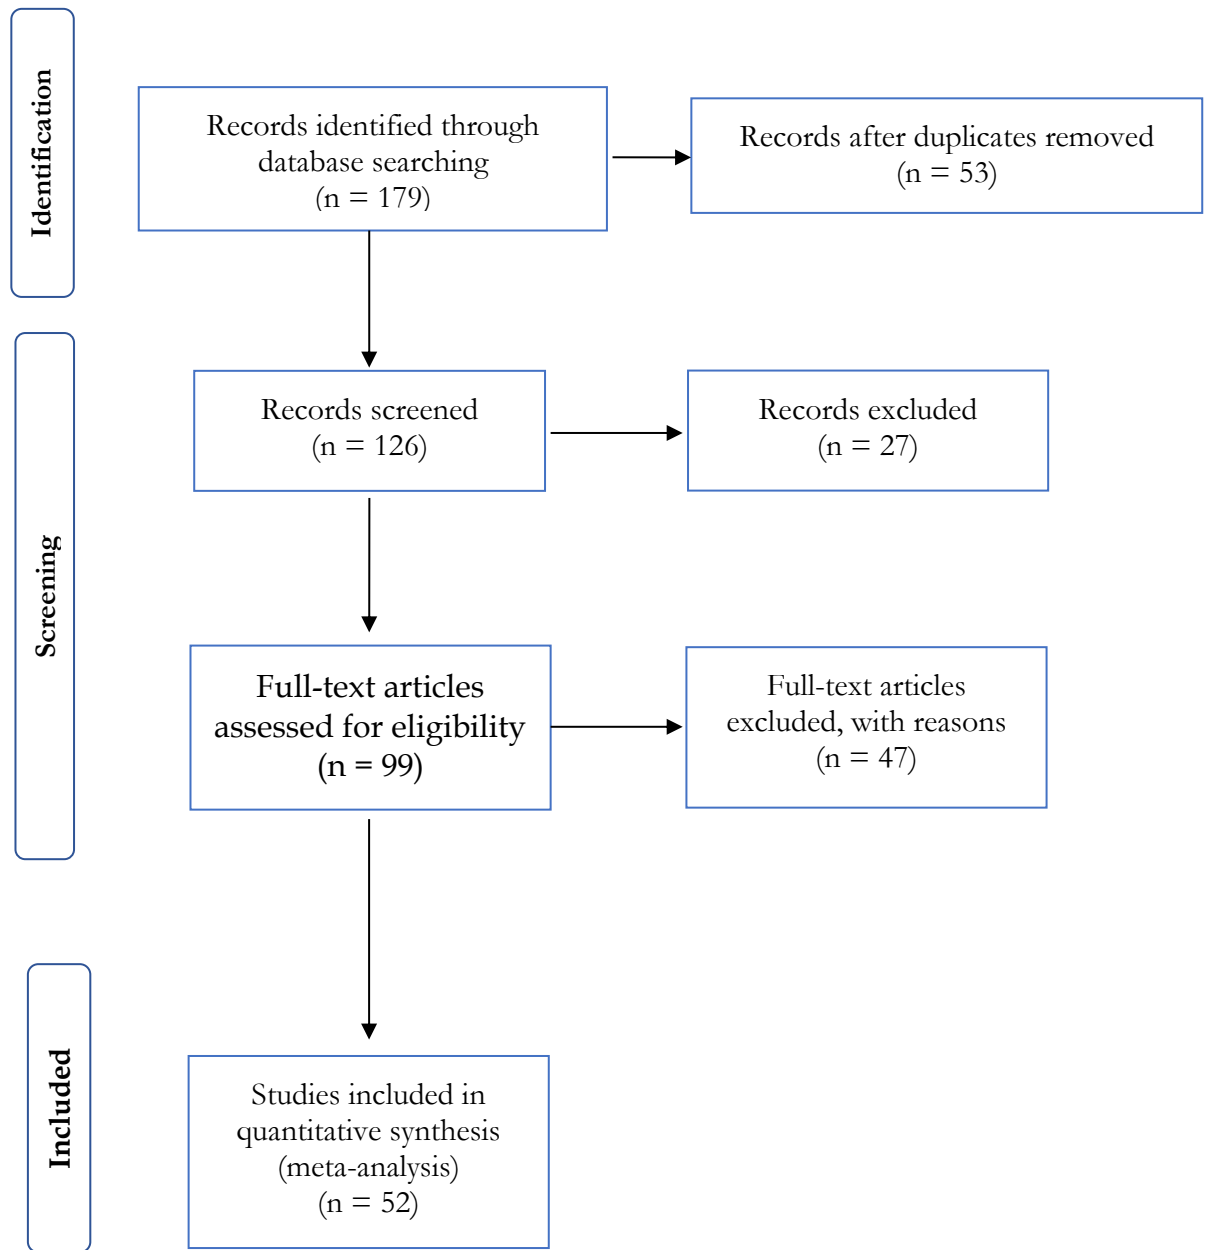 Identification
Records identified through
database searching
(n = 179)
Records after duplicates removed
(n = 53)
Screening
Records screened
(n = 126)
Records excluded
(n = 27)
Full-text articles
assessed for eligibility
(n = 99)
Full-text articles
excluded, with reasons
(n = 47)
Included
Studies included in
quantitative synthesis
(meta-analysis)
(n = 52)